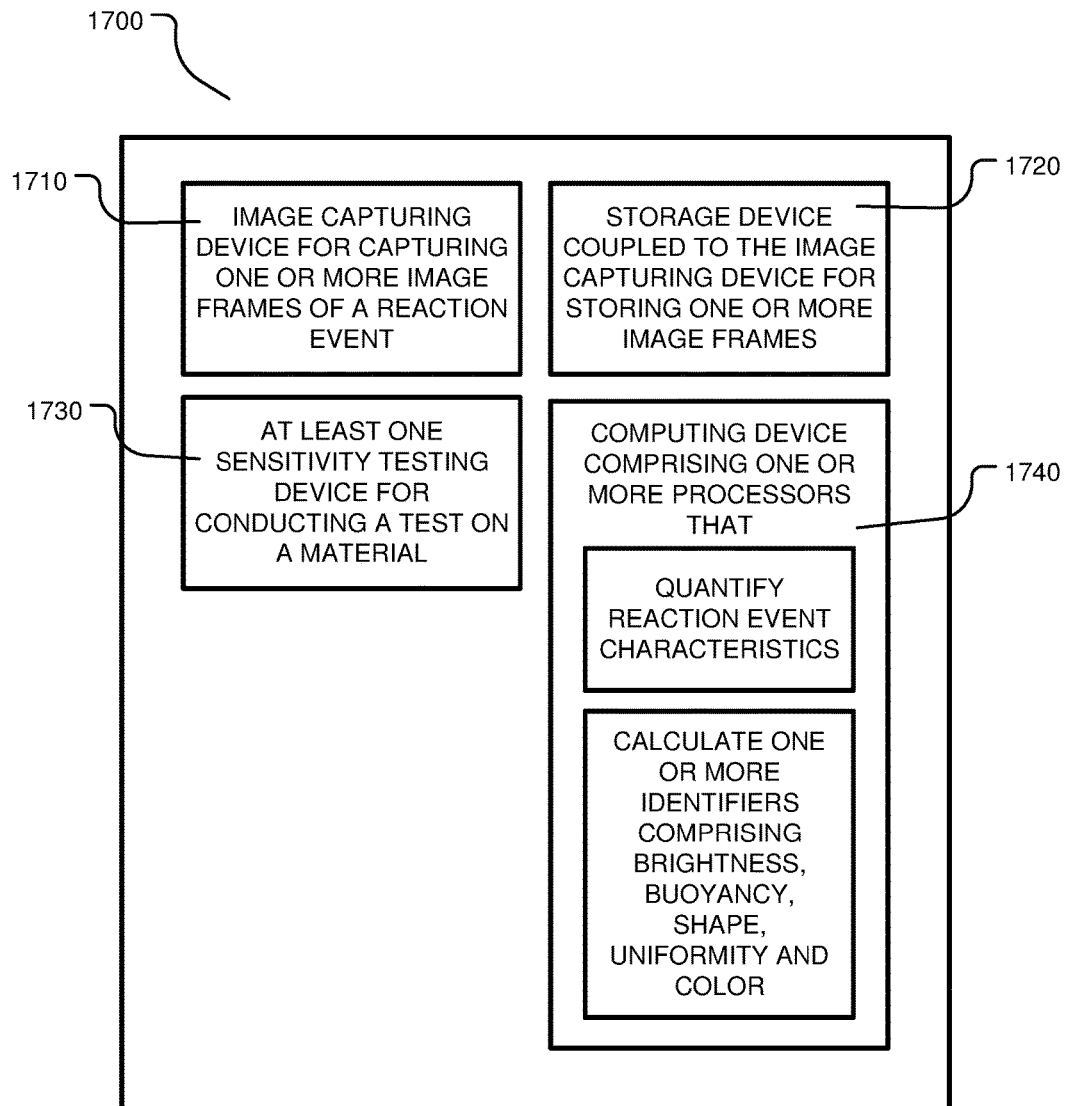 1700
1710
IMAGE CAPTURING
DEVICE FOR CAPTURING
ONE OR MORE IMAGE
FRAMES OF A REACTION
EVENT
1720
STORAGE DEVICE
COUPLED TO THE IMAGE
CAPTURING DEVICE FOR
STORING ONE OR MORE
IMAGE FRAMES
1730
AT LEAST ONE
SENSITIVITY TESTING
DEVICE FOR
CONDUCTING A TEST ON
A MATERIAL
1740
COMPUTING DEVICE
COMPRISING ONE OR
MORE PROCESSORS
THAT
QUANTIFY
REACTION EVENT
CHARACTERISTICS
CALCULATE ONE
OR MORE
IDENTIFIERS
COMPRISING
BRIGHTNESS,
BUOYANCY,
SHAPE,
UNIFORMITY AND
COLOR